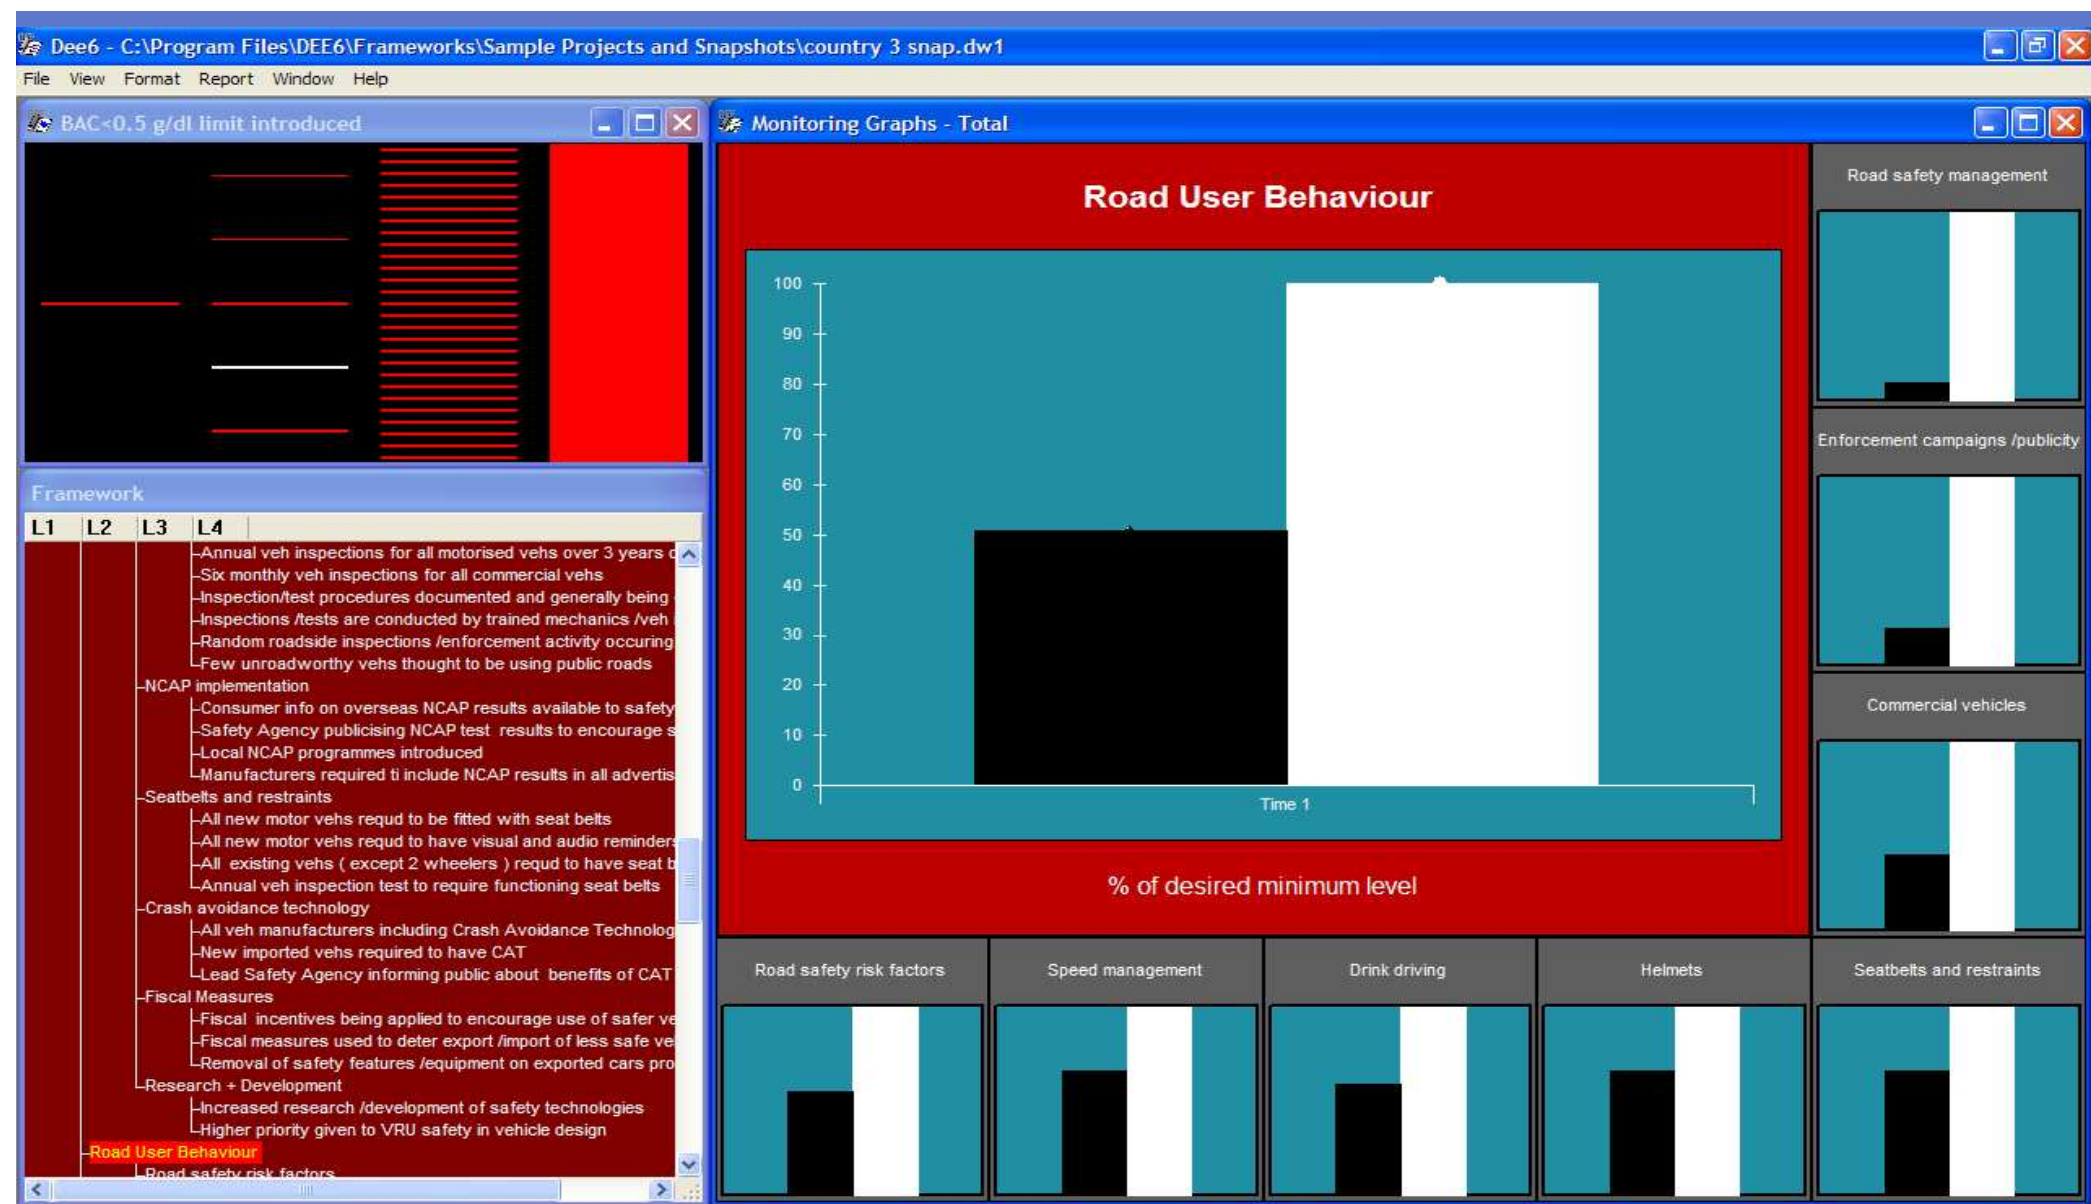 Dee6 - C:\Program Files\DEE6\Frameworks\Sample Projects and Snapshots\country 3 snap.dw1
File View Format Report Window Help
BAC<0.5 g/dl limit introduced
Framework
L1 L2 L3 L4
Annual veh inspections for all motorised vehs over 3 years
Six monthly veh inspections for all commercial vehs
Inspection/test procedures documented and generally being
Inspections /tests are conducted by trained mechanics /veh
Random roadside inspections /enforcement activity occuring
Few unroadworthy vehs thought to be using public roads
NCAP implementation
Consumer info on overseas NCAP results available to safety
Safety Agency publicising NCAP test results to encourage s
Local NCAP programmes introduced
Manufacturers required ti include NCAP results in all advertis
Seatbelts and restraints
All new motor vehs requd to be fitted with seat belts
All new motor vehs requd to have visual and audio reminders
All existing vehs ( except 2 wheelers ) requd to have seat b
Annual veh inspection test to require functioning seat belts
Crash avoidance technology
All veh manufacturers including Crash Avoidance Technolog
New imported vehs required to have CAT
Lead Safety Agency informing public about benefits of CAT
Fiscal Measures
Fiscal incentives being applied to encourage use of safer ve
Fiscal measures used to deter export /import of less safe ve
Removal of safety features /equipment on exported cars pro
Research + Development
Increased research /development of safety technologies
Higher priority given to VRU safety in vehicle design
Road User Behaviour
Road safety risk factors
Monitoring Graphs - Total
Road User Behaviour
100
90
80
70
60
50
40
30
20
10
0
Time 1
% of desired minimum level
Road safety management
Enforcement campaigns /publicity
Commercial vehicles
Road safety risk factors
Speed management
Drink driving
Helmets
Seatbelts and restraints